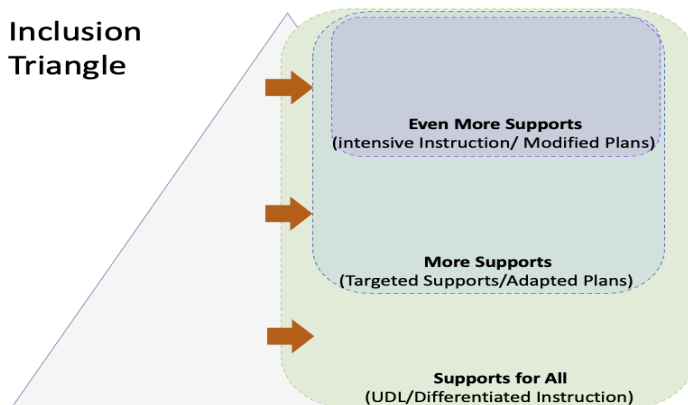 Inclusion
Triangle
Even More Supports
(intensive Instruction/ Modified Plans)
More Supports
(Targeted Supports/Adapted Plans)
Supports for All
(UDL/Differentiated Instruction)